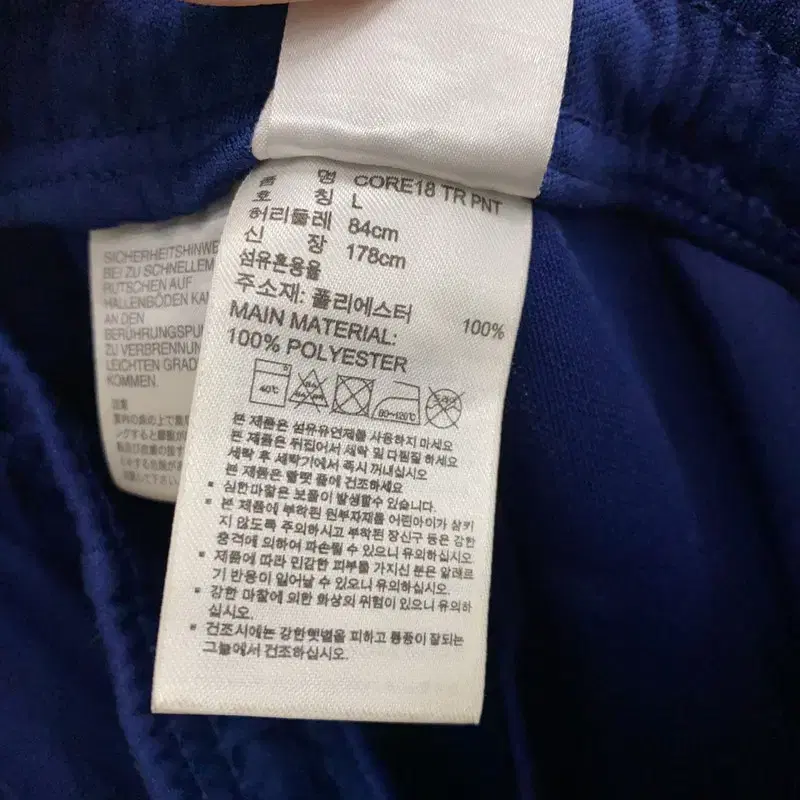 품 명 CORE18 TR PNT
호 칭 L
허리둘레 84cm
신 장 178cm
섬유혼용율
주소재: 폴리에스터 100%
MAIN MATERIAL:
100% POLYESTER
40℃
80~120℃
본 제품은 섬유유연제를 사용하지 마세요
본 제품은 뒤집어서 세탁 및 다림질 하세요
세탁 후 세탁기에서 즉시 꺼내십시오
본 제품은 빨랫 줄에 건조하세요
▪ 심한마찰은 보풀이 발생할수 있습니다.
▪ 본 제품에 부착된 원부자재를 어린아이가 삼키
지 않도록 주의하시고 부착된 장신구 등은 강한
충격에 의하여 파손될 수 있으니 유의하십시오.
▪ 제품에 따라 민감한 피부를 가지신 분은 알레르
기 반응이 일어날 수 있으니 유의하십시오.
▪ 강한 마찰에 의한 화상의 위험이 있으니 유의하
십시오.
▪ 건조시에는 강한햇볕을 피하고 통풍이 잘되는
그늘에서 건조하십시오.
SICHERHEITSHINWE
BEI ZU SCHNELLEM
RUTSCHEN AUF
HALLENBÖDEN KA
AN DEN
BERÜHRUNGSPU
ZU VERBRENNU
LEICHTEN GRAD
KOMMEN.